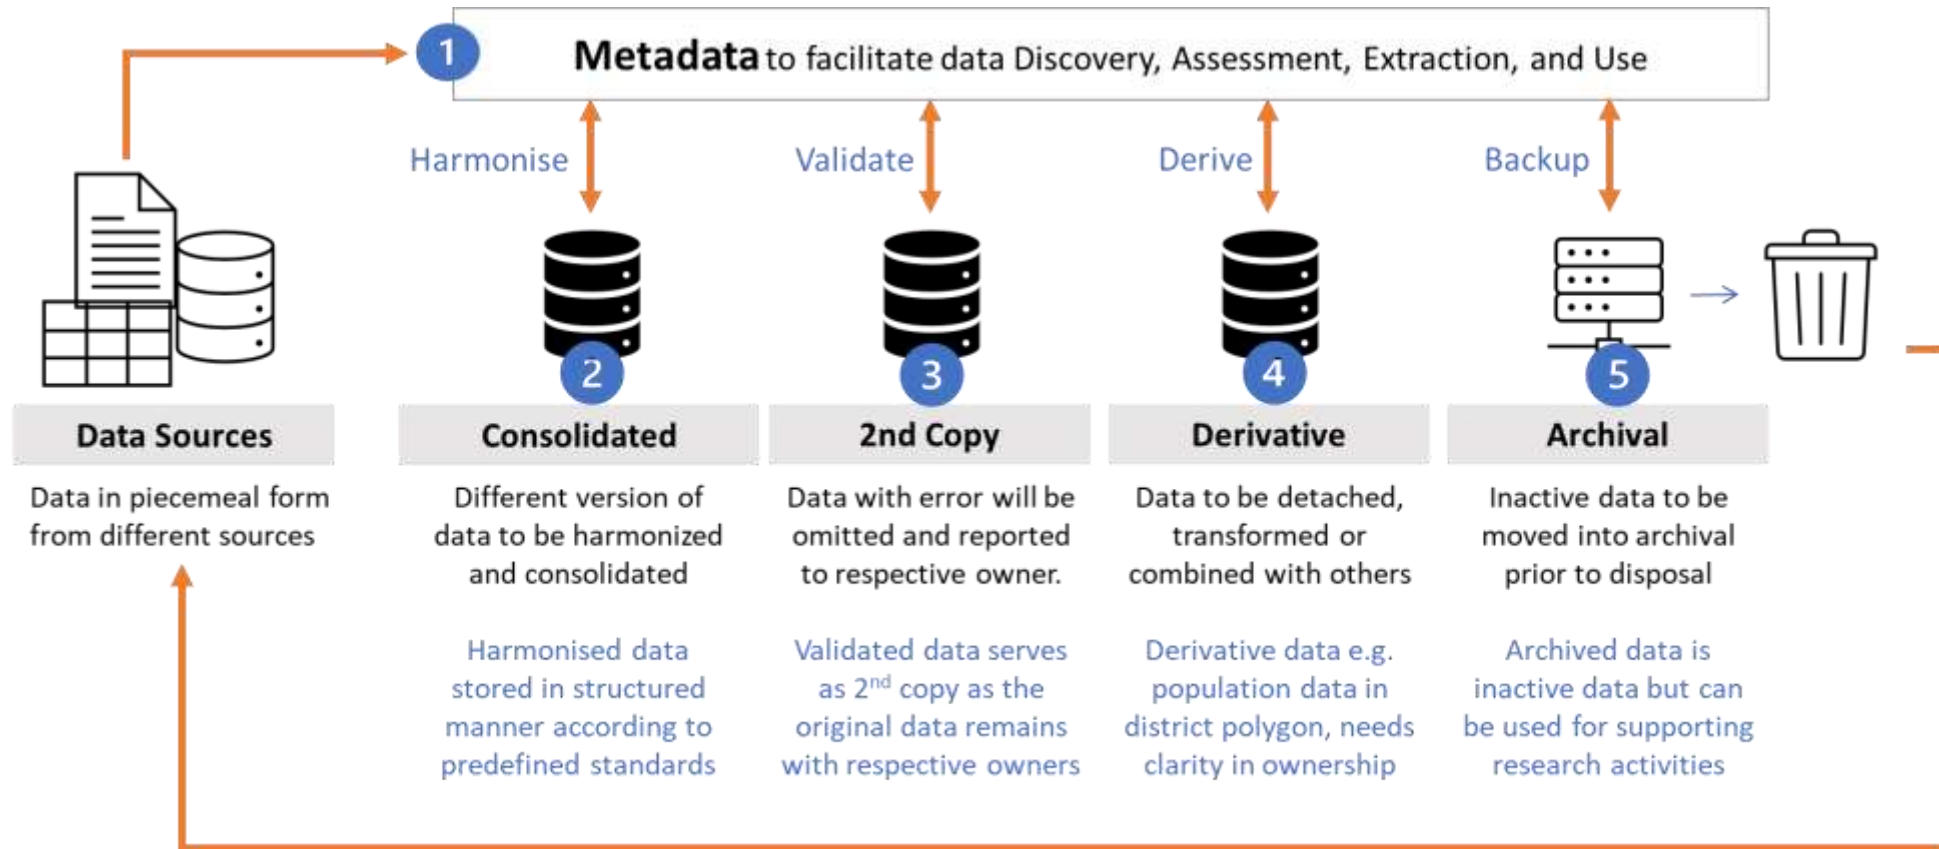 1
Metadata to facilitate data Discovery, Assessment, Extraction, and Use
Harmonise
Validate
Derive
Backup
2
3
4
5
Data Sources
Data in piecemeal form
from different sources
Consolidated
Different version of
data to be harmonized
and consolidated
Harmonised data
stored in structured
manner according to
predefined standards
2nd Copy
Data with error will be
omitted and reported
to respective owner.
Validated data serves
as 2nd copy as the
original data remains
with respective owners
Derivative
Data to be detached,
transformed or
combined with others
Derivative data e.g.
population data in
district polygon, needs
clarity in ownership
Archival
Inactive data to be
moved into archival
prior to disposal
Archived data is
inactive data but can
be used for supporting
research activities